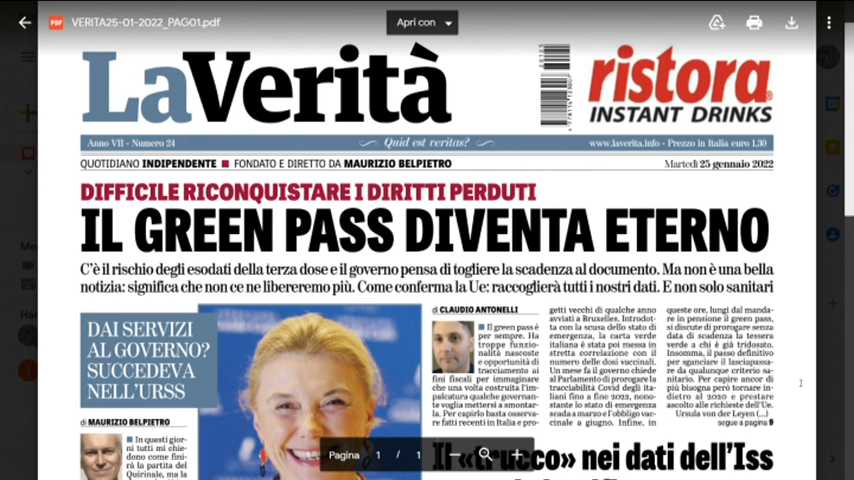 VERITA25-01-2022_PAG01.pdf
Apri con
LaVerità
ristora
INSTANT DRINKS
Anno VII - Numero 24
Quid est veritas?
www.laverita.info - Prezzo in Italia euro 1,30
QUOTIDIANO INDIPENDENTE ■ FONDATO E DIRETTO DA MAURIZIO BELPIETRO
Martedì 25 gennaio 2022
DIFFICILE RICONQUISTARE I DIRITTI PERDUTI
IL GREEN PASS DIVENTA ETERNO
C'è il rischio degli esodati della terza dose e il governo pensa di togliere la scadenza al documento. Ma non è una bella
notizia: significa che non ce ne libereremo più. Come conferma la Ue: raccoglierà tutti i nostri dati. E non solo sanitari
DAI SERVIZI
AL GOVERNO?
SUCCEDEVA
NELL'URSS
di MAURIZIO BELPIETRO
■ In questi gior-
ni tutti mi chie-
dono come fini-
rà la partita del
Quirinale, ma la
di CLAUDIO ANTONELLI
■ Il green pass è
per sempre. Ha
troppe funzio-
nalità nascoste
e opportunità di
tracciamento ai
fini fiscali per immaginare
che una volta costruita l'im-
palcatura qualche governan-
te voglia mettersi a smontar-
la. Per capirlo basta osserva-
re fatti recenti in Italia e pro-
getti vecchi di qualche anno
avviati a Bruxelles. Introdot-
ta con la scusa dello stato di
emergenza, la carta verde
italiana è stata poi messa in
stretta correlazione con il
numero delle dosi vaccinali.
Un mese fa il governo chiede
al Parlamento di prorogare la
tracciabilità Covid degli ita-
liani fino a fine 2022, nono-
stante lo stato di emergenza
scada a marzo e l'obbligo vac-
cinale a giugno. Infine, in
queste ore, lungi dal manda-
re in pensione il green pass,
si discute di prorogare senza
data di scadenza la tessera
verde a chi è già tridosato.
Insomma, il passo definitivo
per sganciare il lasciapassa-
re da qualunque criterio sa-
nitario. Per capire ancor di
più bisogna però tornare in-
dietro al 2020 e prestare
ascolto alle richieste dell'Ue.
Ursula von der Leyen (...)
segue a pagina 9
Il «trucco» nei dati dell'Iss
Pagina 1 / 1